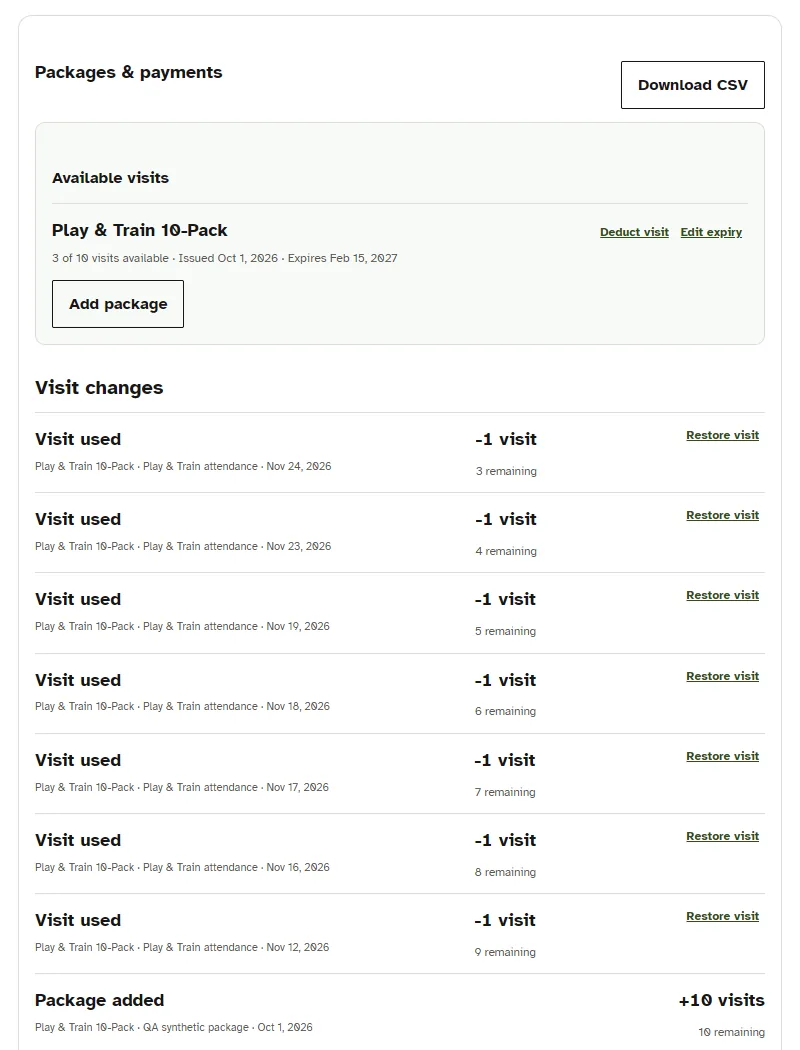 Packages & payments
Download CSV
Available visits
Play & Train 10-Pack
Deduct visit Edit expiry
3 of 10 visits available · Issued Oct 1, 2026 · Expires Feb 15, 2027
Add package
Visit changes
Visit used
-1 visit
Restore visit
Play & Train 10-Pack · Play & Train attendance · Nov 24, 2026
3 remaining
Visit used
-1 visit
Restore visit
Play & Train 10-Pack · Play & Train attendance · Nov 23, 2026
4 remaining
Visit used
-1 visit
Restore visit
Play & Train 10-Pack · Play & Train attendance · Nov 19, 2026
5 remaining
Visit used
-1 visit
Restore visit
Play & Train 10-Pack · Play & Train attendance · Nov 18, 2026
6 remaining
Visit used
-1 visit
Restore visit
Play & Train 10-Pack · Play & Train attendance · Nov 17, 2026
7 remaining
Visit used
-1 visit
Restore visit
Play & Train 10-Pack · Play & Train attendance · Nov 16, 2026
8 remaining
Visit used
-1 visit
Restore visit
Play & Train 10-Pack · Play & Train attendance · Nov 12, 2026
9 remaining
Package added
+10 visits
Play & Train 10-Pack · QA synthetic package · Oct 1, 2026
10 remaining